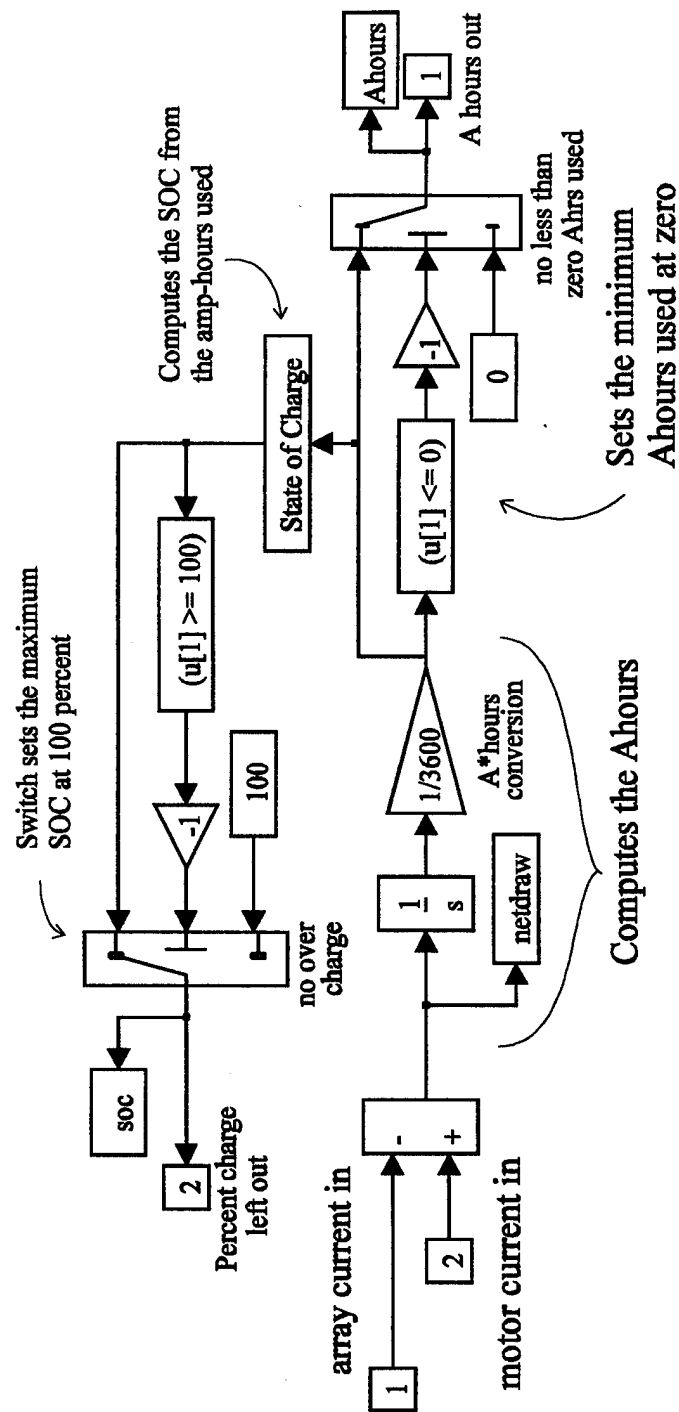 Switch sets the maximum
SOC at 100 percent
soc
2
Percent charge
left out
no over
charge
-1
100
(u[1] >= 100)
State of Charge
Computes the SOC from
the amp-hours used
array current in
1
2
motor current in
-
+
netdraw
1
s
1/3600
A*hours
conversion
Computes the Ahours
(u[1] <= 0)
-1
0
no less than
zero Ahrs used
Sets the minimum
Ahours used at zero
Ahours
1
A hours out